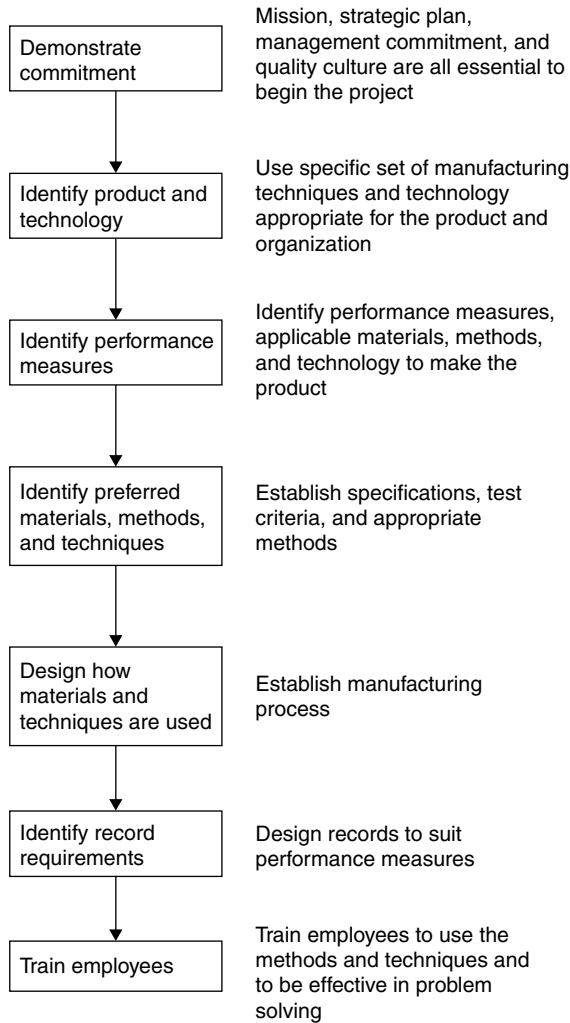 Demonstrate
commitment
Mission, strategic plan,
management commitment, and
quality culture are all essential to
begin the project
Identify product and
technology
Use specific set of manufacturing
techniques and technology
appropriate for the product and
organization
Identify performance
measures
Identify performance measures,
applicable materials, methods,
and technology to make the
product
Identify preferred
materials, methods,
and techniques
Establish specifications, test
criteria, and appropriate
methods
Design how
materials and
techniques are used
Establish manufacturing
process
Identify record
requirements
Design records to suit
performance measures
Train employees
Train employees to use the
methods and techniques and
to be effective in problem
solving